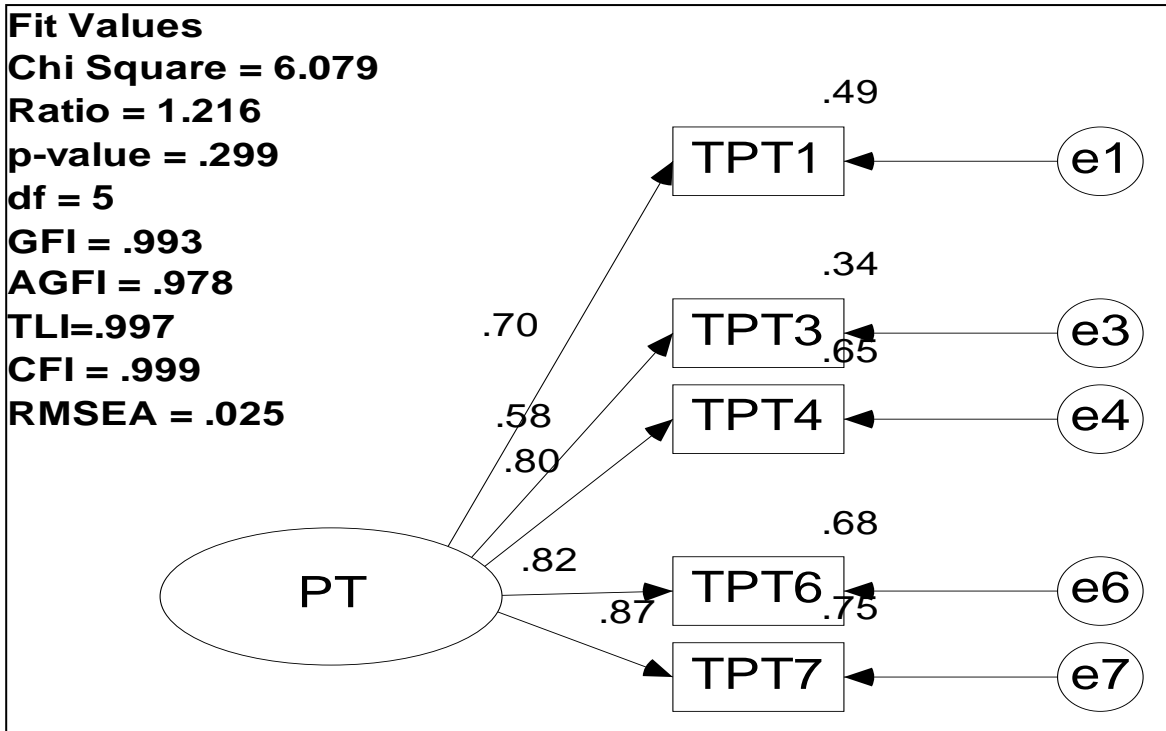 Fit Values
Chi Square = 6.079
Ratio = 1.216
p-value = .299
df = 5
GFI = .993
AGFI = .978
TLI=.997
CFI = .999
RMSEA = .025
.49
TPT1
e1
.34
.70
TPT3
e3
.65
.58
TPT4
e4
.80
.68
.82
PT
TPT6
e6
.87
.75
TPT7
e7